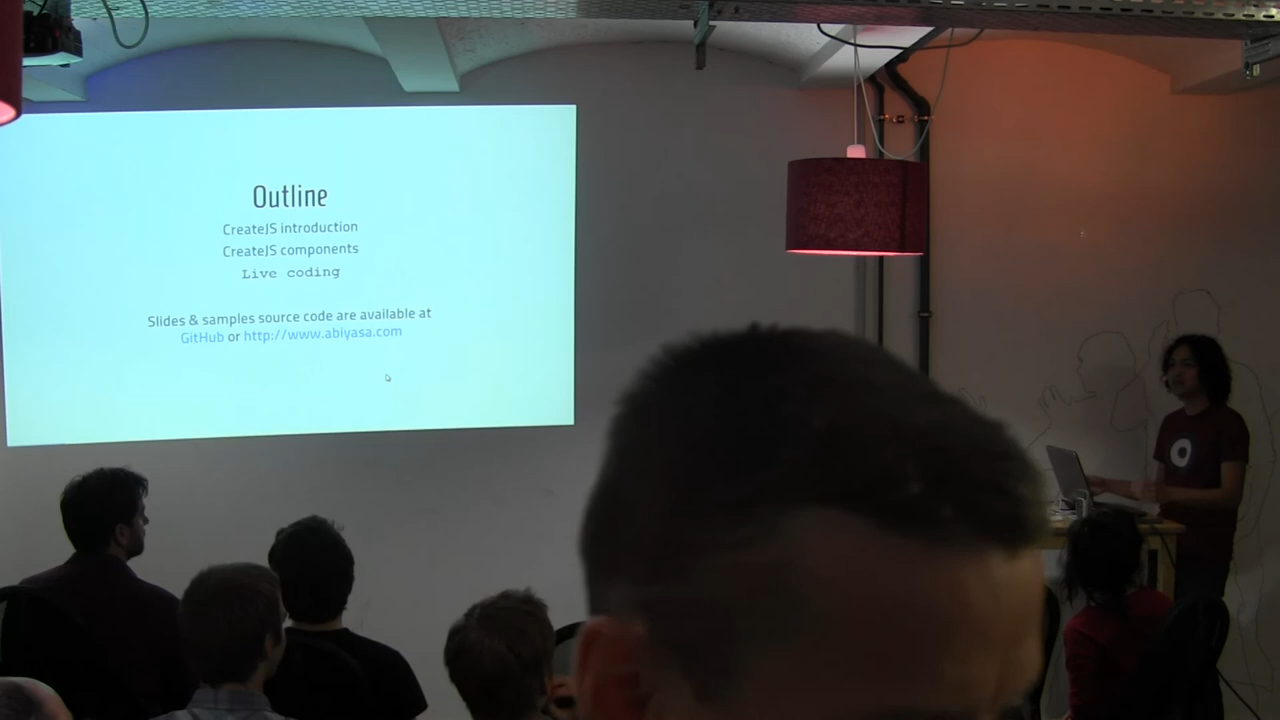 Outline
CreateJS introduction
CreateJS components
Live coding
Slides & samples source code are available at
GitHub or http://www.abiyasa.com